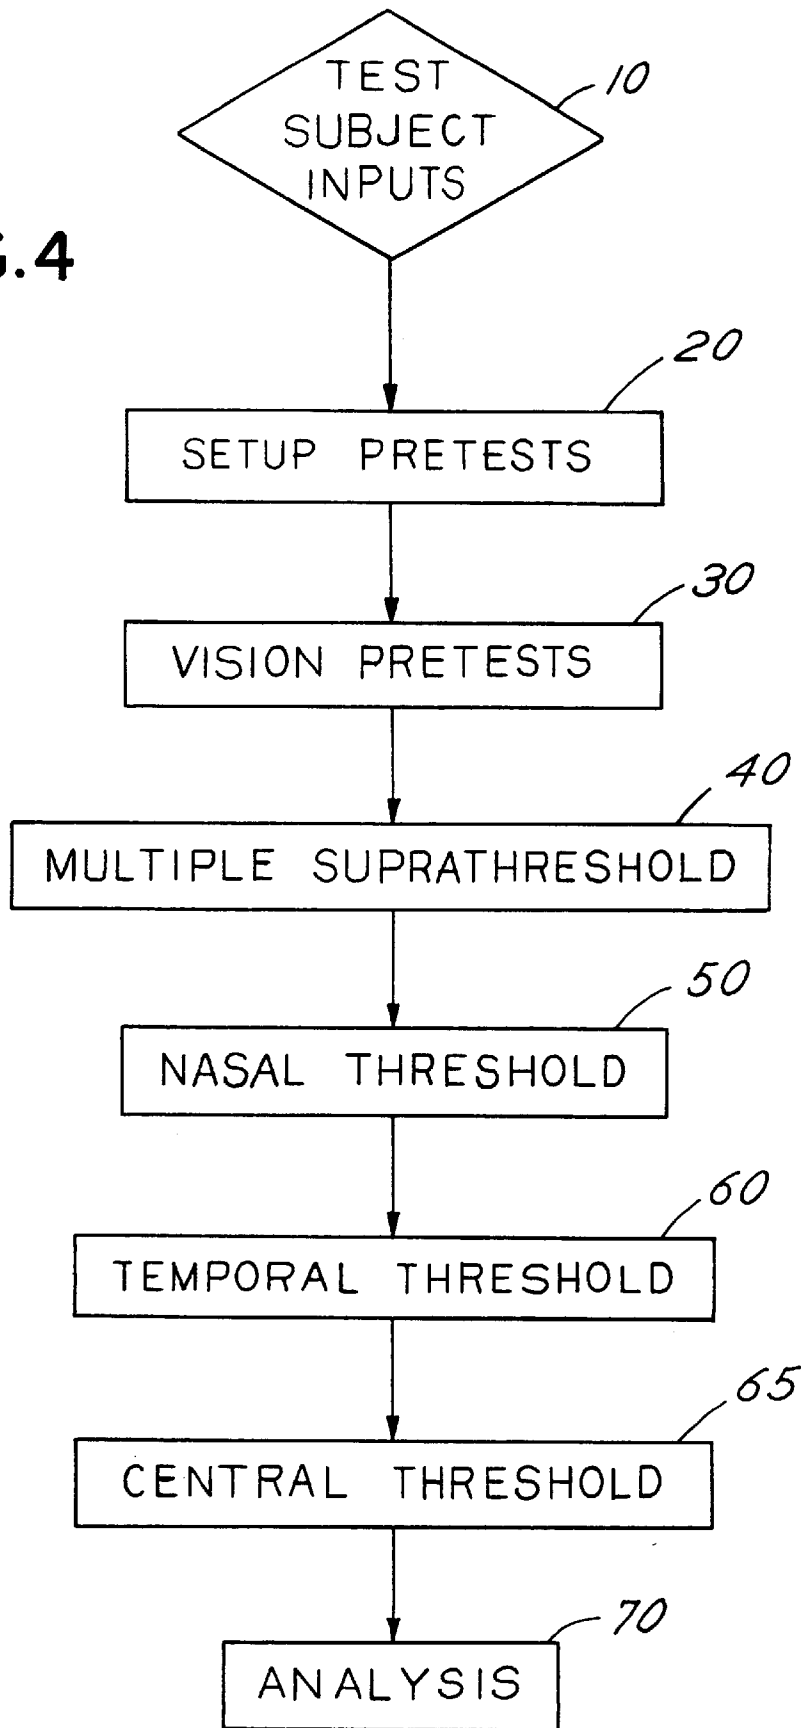 TEST
SUBJECT
INPUTS
10
.4
20
SETUP PRETESTS
30
VISION PRETESTS
40
MULTIPLE SUPRATHRESHOLD
50
NASAL THRESHOLD
60
TEMPORAL THRESHOLD
65
CENTRAL THRESHOLD
70
ANALYSIS